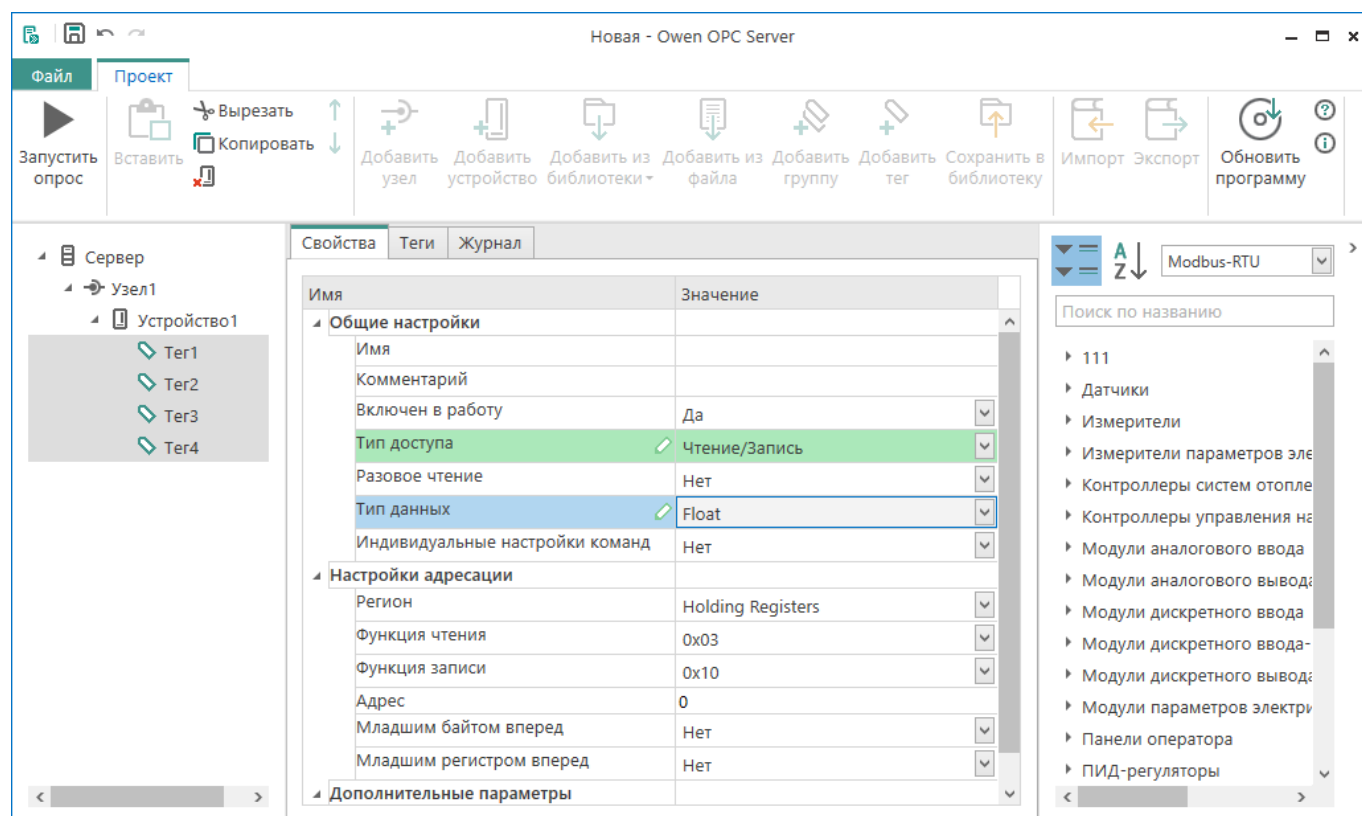 Новая - Owen OPC Server
Файл
Проект
Запустить опрос
Вставить
Вырезать
Копировать
Добавить узел
Добавить устройство
Добавить из библиотеки
Добавить из файла
Добавить группу
Добавить тег
Сохранить в библиотеку
Импорт
Экспорт
Обновить программу
Сервер
Узел1
Устройство1
Тег1
Тег2
Тег3
Тег4
Свойства Теги Журнал
Имя Значение
Общие настройки
Имя
Комментарий
Включен в работу Да
Тип доступа Чтение/Запись
Разовое чтение Нет
Тип данных Float
Индивидуальные настройки команд Нет
Настройки адресации
Регион Holding Registers
Функция чтения 0x03
Функция записи 0x10
Адрес 0
Младшим байтом вперед Нет
Младшим регистром вперед Нет
Дополнительные параметры
A
Z
Modbus-RTU
Поиск по названию
111
Датчики
Измерители
Измерители параметров эле
Контроллеры систем отопле
Контроллеры управления на
Модули аналогового ввода
Модули аналогового вывода
Модули дискретного ввода
Модули дискретного ввода-
Модули дискретного вывода
Модули параметров электри
Панели оператора
ПИД-регуляторы